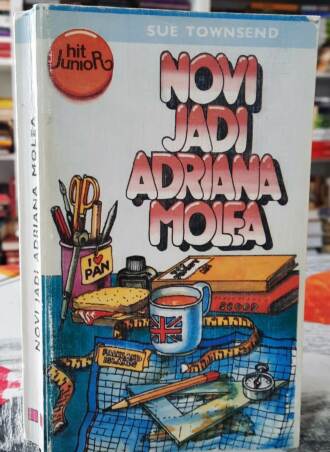 SUE TOWNSEND
hit
JunioR
NOVI
JADI
ADRIANA
MOLEA
I ♥
PAN
NOVI JADI ADRIANA MOLEA